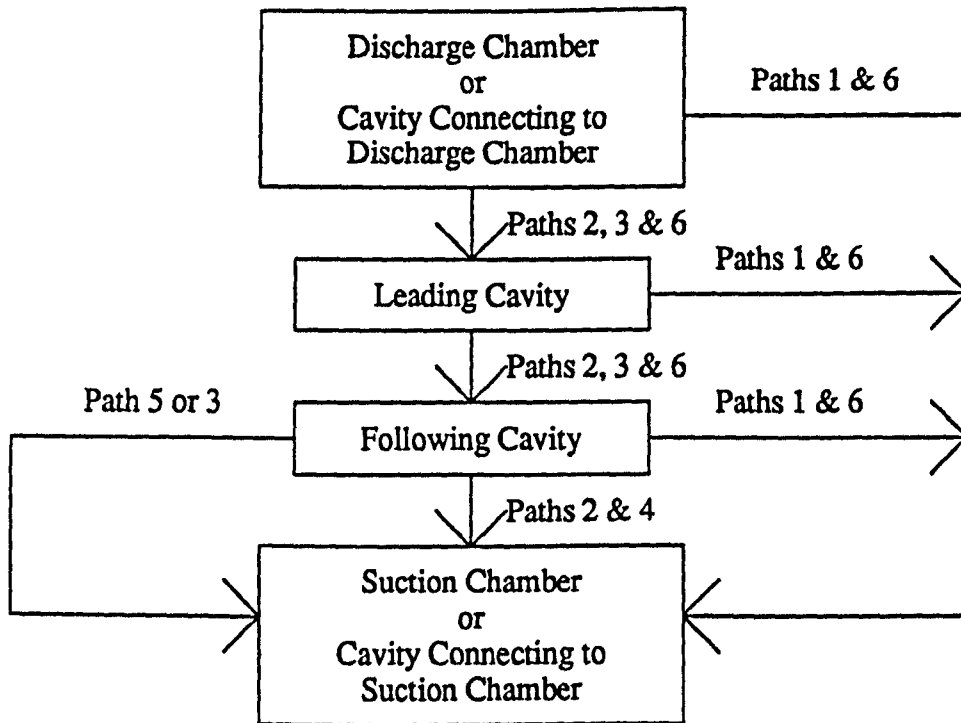 Discharge Chamber
or
Cavity Connecting to
Discharge Chamber
Paths 1 & 6
Paths 2, 3 & 6
Leading Cavity
Paths 1 & 6
Paths 2, 3 & 6
Path 5 or 3
Following Cavity
Paths 1 & 6
Paths 2 & 4
Suction Chamber
or
Cavity Connecting to
Suction Chamber